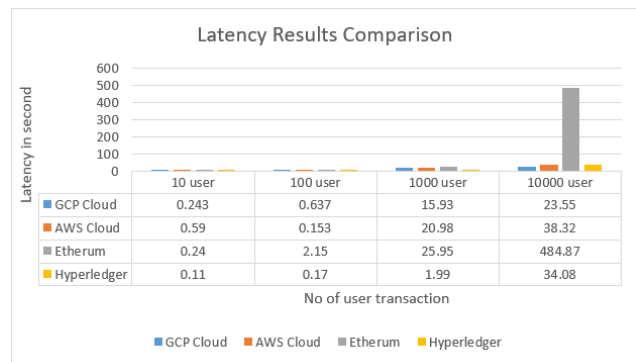 Latency Results Comparison
Latency in second
600
500
400
300
200
100
0
10 user 100 user 1000 user 10000 user
GCP Cloud 0.243 0.637 15.93 23.55
AWS Cloud 0.59 0.153 20.98 38.32
Etherum 0.24 2.15 25.95 484.87
Hyperledger 0.11 0.17 1.99 34.08
No of user transaction
GCP Cloud AWS Cloud Etherum Hyperledger